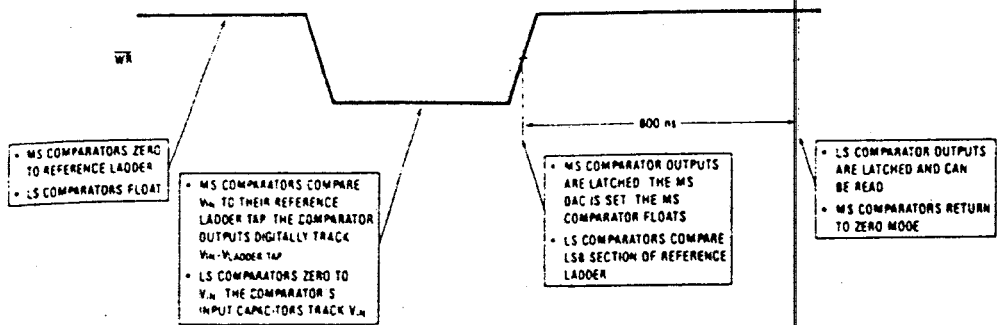 WR
600 ns
• MS COMPARATORS ZERO
TO REFERENCE LADDER
• LS COMPARATORS FLOAT
• MS COMPARATORS COMPARE
VIN TO THEIR REFERENCE
LADDER TAP THE COMPARATOR
OUTPUTS DIGITALLY TRACK
VIN-VLADDER TAP
• LS COMPARATORS ZERO TO
VIN THE COMPARATOR S
INPUT CAPACITORS TRACK VIN
• MS COMPARATOR OUTPUTS
ARE LATCHED THE MS
DAC IS SET THE MS
COMPARATOR FLOATS
• LS COMPARATORS COMPARE
LSB SECTION OF REFERENCE
LADDER
• LS COMPARATOR OUTPUTS
ARE LATCHED AND CAN
BE READ
• MS COMPARATORS RETURN
TO ZERO MODE